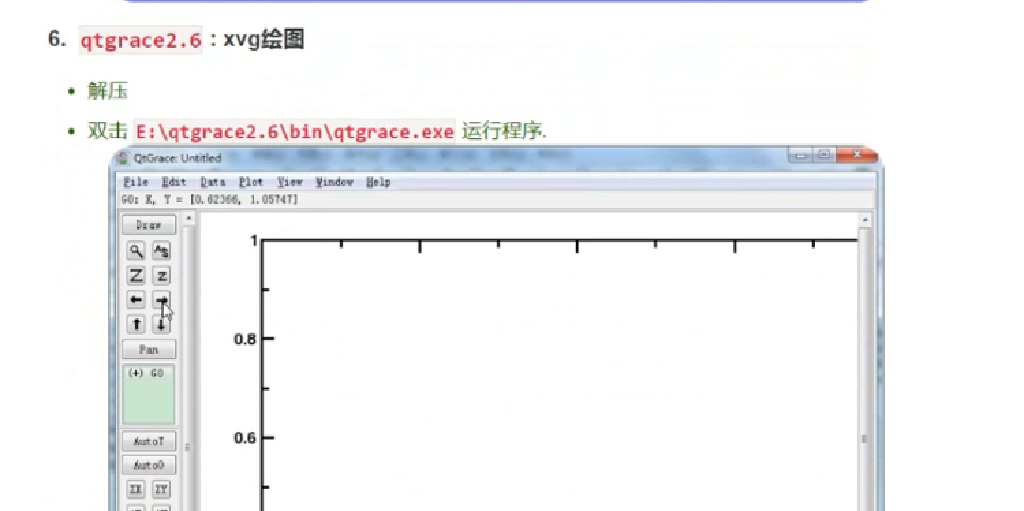 6. qtgrace2.6：xvg绘图
解压
双击 E:\qtgrace2.6\bin\qtgrace.exe 运行程序.
QtGrace: Untitled
File Edit Data Plot View Window Help
G0: X, Y = [0.62366, 1.05747]
Draw
AS
Z z
Pan
(+) G0
AutoT
AutoO
ZX ZY
1
0.8
0.6